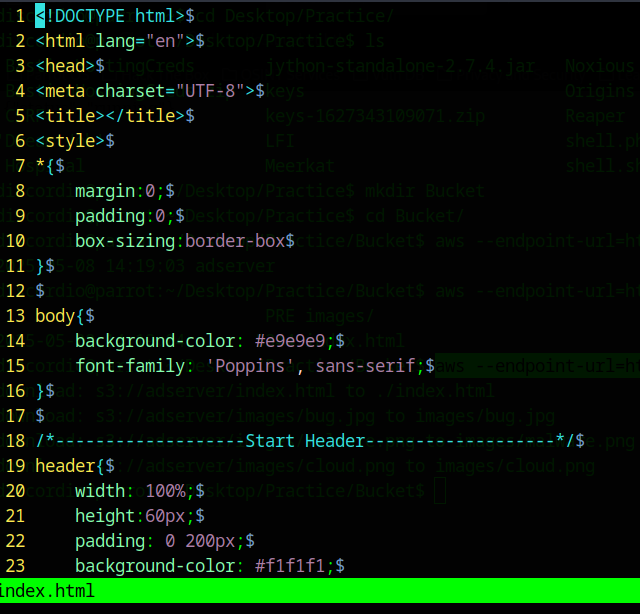 1 <!DOCTYPE html>$
2 <html lang="en">$
3 <head>$
4 <meta charset="UTF-8">$
5 <title></title>$
6 <style>$
7 *{$
8     margin:0;$
9     padding:0;$
10     box-sizing:border-box$
11 }$
12 $
13 body{$
14     background-color: #e9e9e9;$
15     font-family: 'Poppins', sans-serif;$
16 }$
17 $
18 /*-------------------Start Header-------------------*/$
19 header{$
20     width: 100%;$
21     height:60px;$
22     padding: 0 200px;$
23     background-color: #f1f1f1;$
index.html